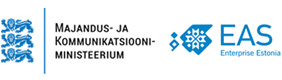 MAJANDUS- JA
KOMMUNIKATSIOONI-
MINISTEERIUM
EAS
Enterprise Estonia